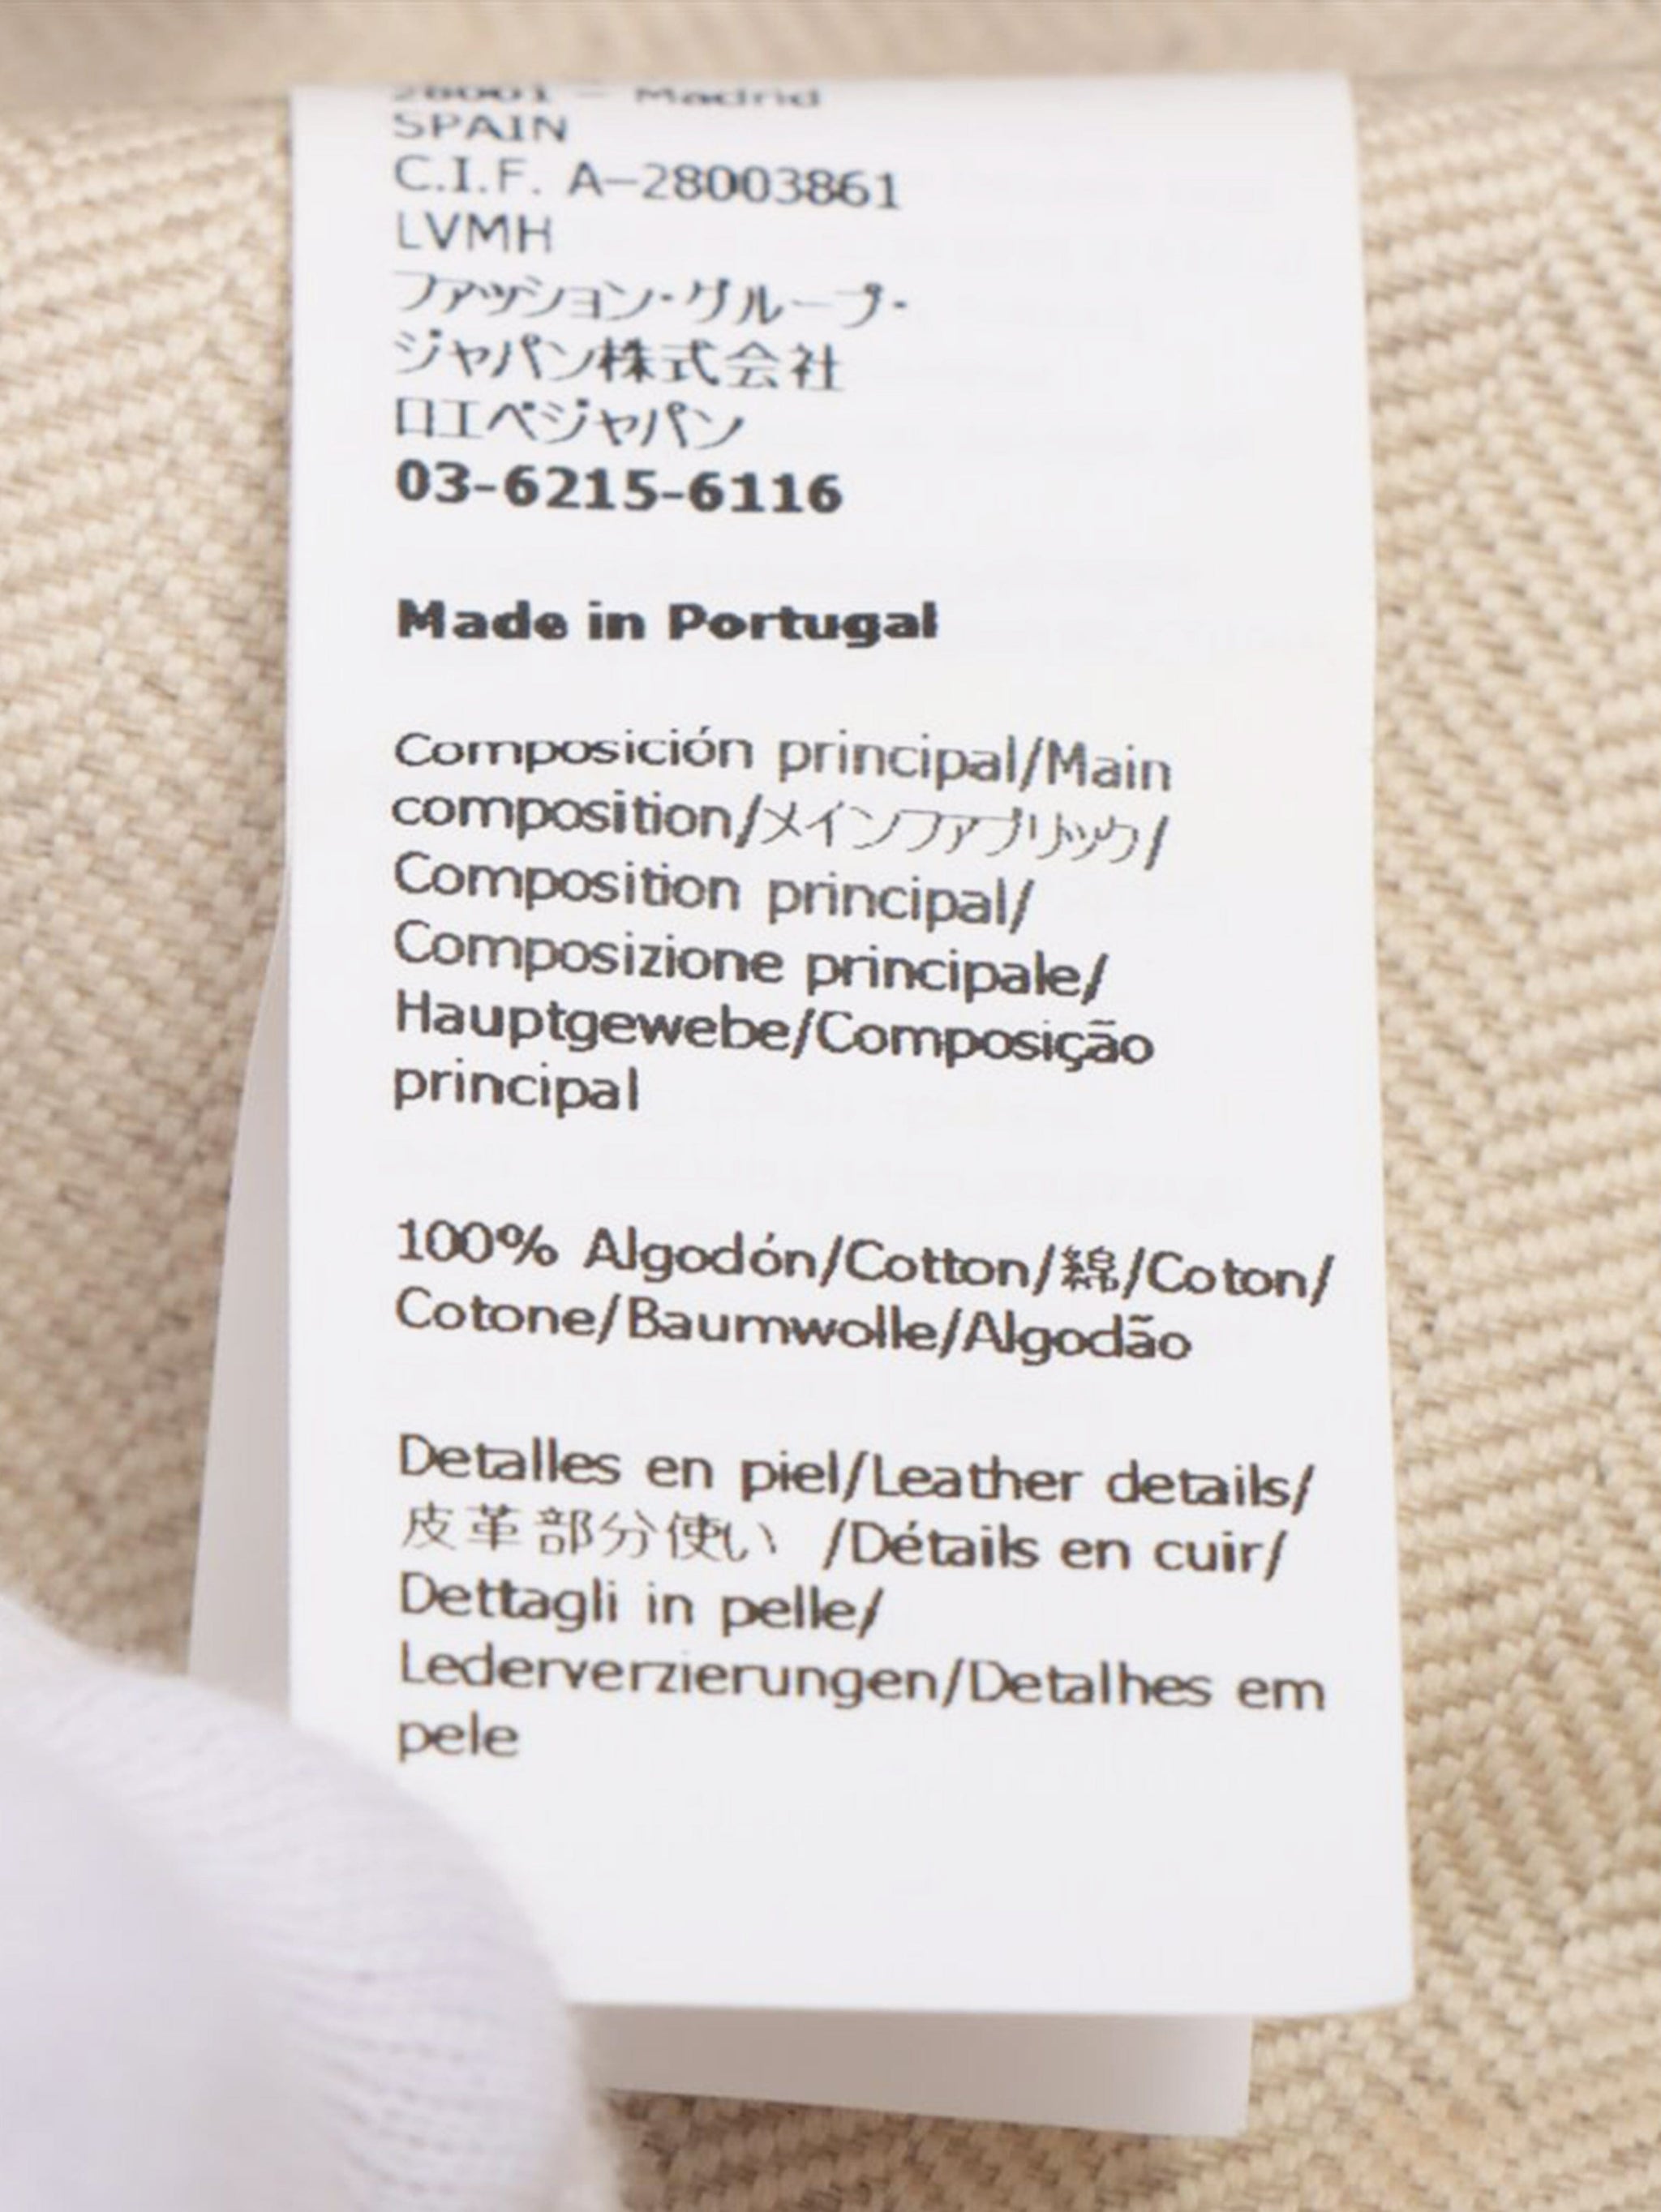 28001 - Madrid
SPAIN
C.I.F. A-28003861
LVMH
ファッション・グループ・
ジャパン株式会社
ロエベジャパン
03-6215-6116
Made in Portugal
Composición principal/Main
composition/メインファブリック/
Composition principal/
Composizione principale/
Hauptgewebe/Composição
principal
100% Algodón/Cotton/綿/Coton/
Cotone/Baumwolle/Algodão
Detalles en piel/Leather details/
皮革部分使い /Détails en cuir/
Dettagli in pelle/
Lederverzierungen/Detalhes em
pele